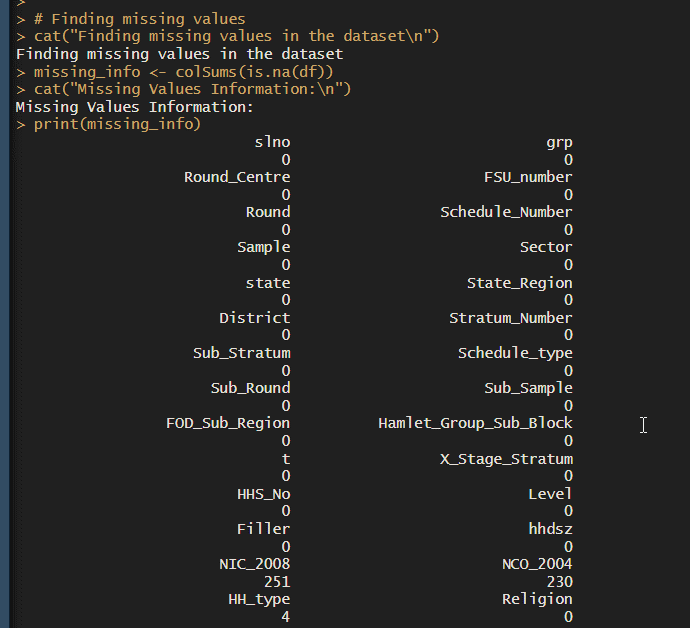 >
> # Finding missing values
> cat("Finding missing values in the dataset\n")
Finding missing values in the dataset
> missing_info <- colSums(is.na(df))
> cat("Missing Values Information:\n")
Missing Values Information:
> print(missing_info)
slno grp
0 0
Round_Centre FSU_number
0 0
Round Schedule_Number
0 0
Sample Sector
0 0
state State_Region
0 0
District Stratum_Number
0 0
Sub_Stratum Schedule_type
0 0
Sub_Round Sub_Sample
0 0
FOD_Sub_Region Hamlet_Group_Sub_Block
0 0
t X_Stage_Stratum
0 0
HHS_No Level
0 0
Filler hhdsz
0 0
NIC_2008 NCO_2004
251 230
HH_type Religion
4 0